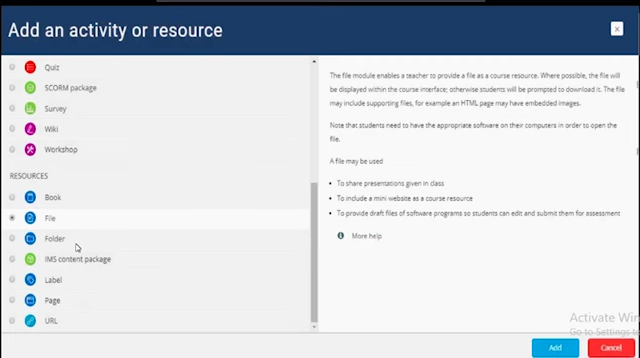 Add an activity or resource
Quiz
SCORM package
Survey
Wiki
Workshop
RESOURCES
Book
File
Folder
IMS content package
Label
Page
URL
The file module enables a teacher to provide a file as a course resource. Where possible, the file will
be displayed within the course interface; otherwise students will be prompted to download it. The file
may include supporting files, for example an HTML page may have embedded images.
Note that students need to have the appropriate software on their computers in order to open the
file.
A file may be used
To share presentations given in class
To include a mini website as a course resource
To provide draft files of software programs so students can edit and submit them for assessment
More help
Activate Win
Go to Settings to
Add
Cancel